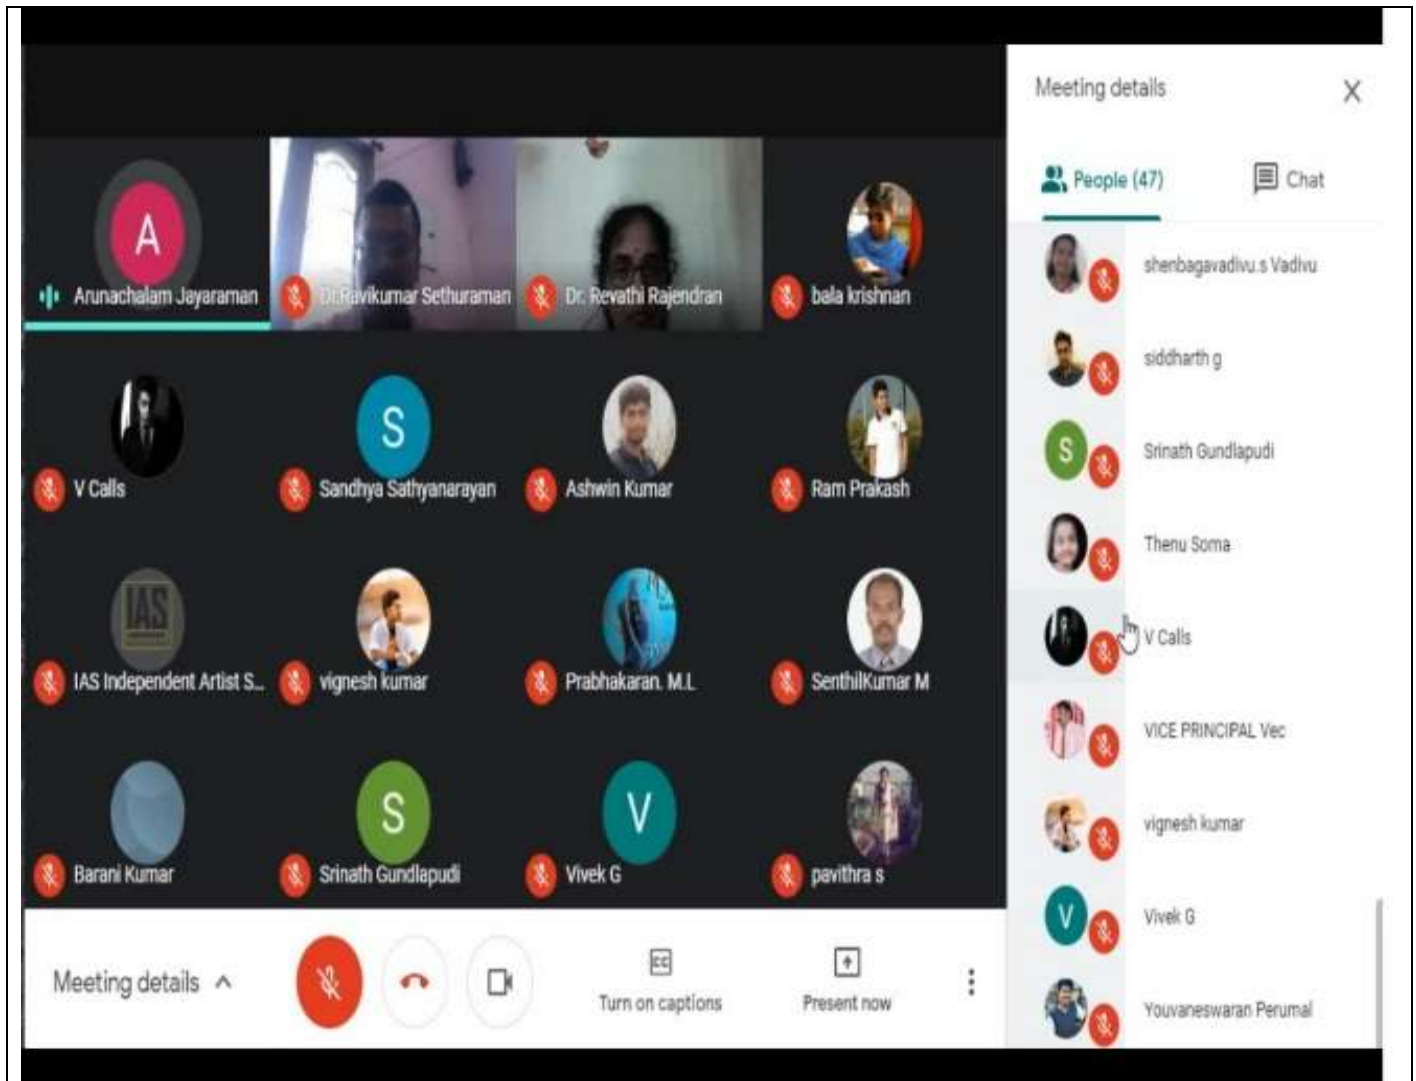 Meeting details
People (47)
Chat
A
Arunachalam Jayaraman
Dr.Ravikumar Sethuraman
Dr. Revathi Rajendran
bala krishnan
S
V Calls
Sandhya Sathyanarayan
Ashwin Kumar
Ram Prakash
IAS
IAS Independent Artist S...
vignesh kumar
Prabhakaran. M.L
SenthilKumar M
S
V
Barani Kumar
Srinath Gundlapudi
Vivek G
pavithra s
shenbagavadivu.s Vadivu
siddharth g
S
Srinath Gundlapudi
Thenu Soma
V Calls
VICE PRINCIPAL Vec
vignesh kumar
V
Vivek G
Youvaneswaran Perumal
Meeting details
CC
Turn on captions
Present now